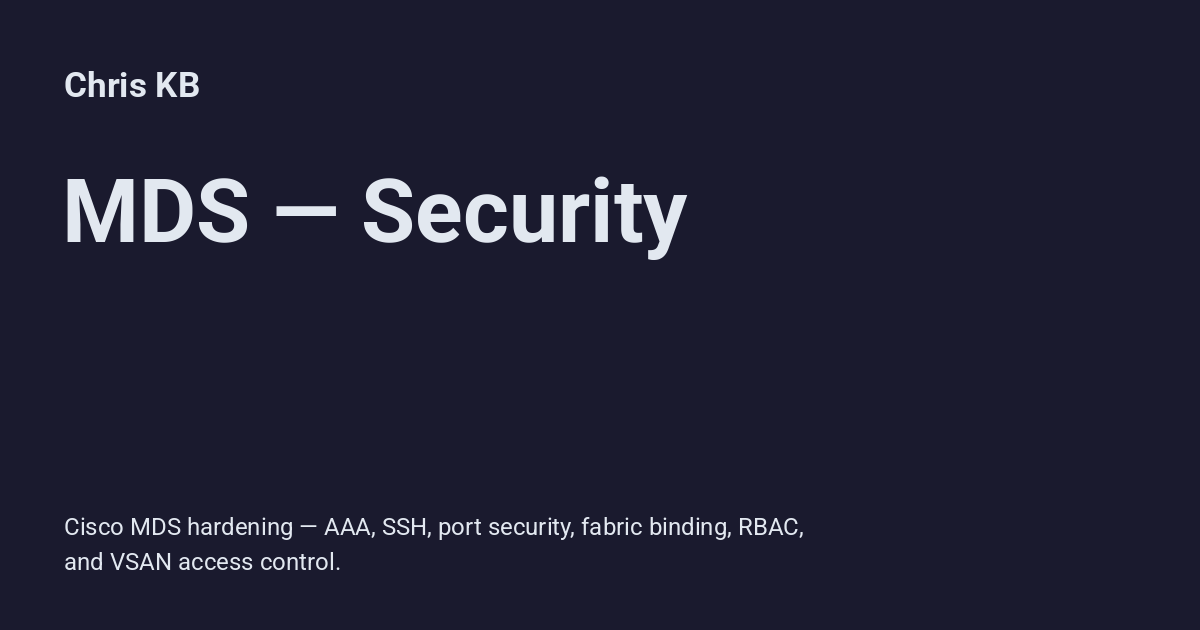 Chris KB
MDS — Security
Cisco MDS hardening — AAA, SSH, port security, fabric binding, RBAC,
and VSAN access control.